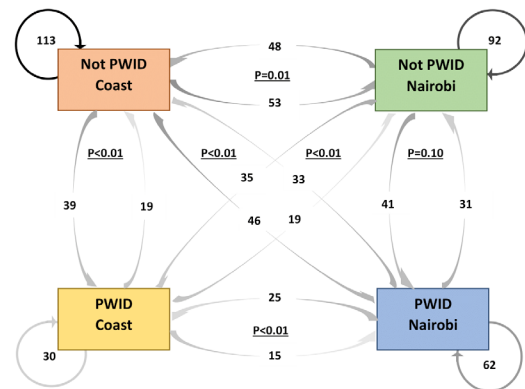 113
48
92
Not PWID
Coast
Not PWID
Nairobi
P=0.01
53
P<0.01
P<0.01
P<0.01
P=0.10
35
33
39
19
46
19
41
31
PWID
Coast
25
PWID
Nairobi
P<0.01
30
15
62